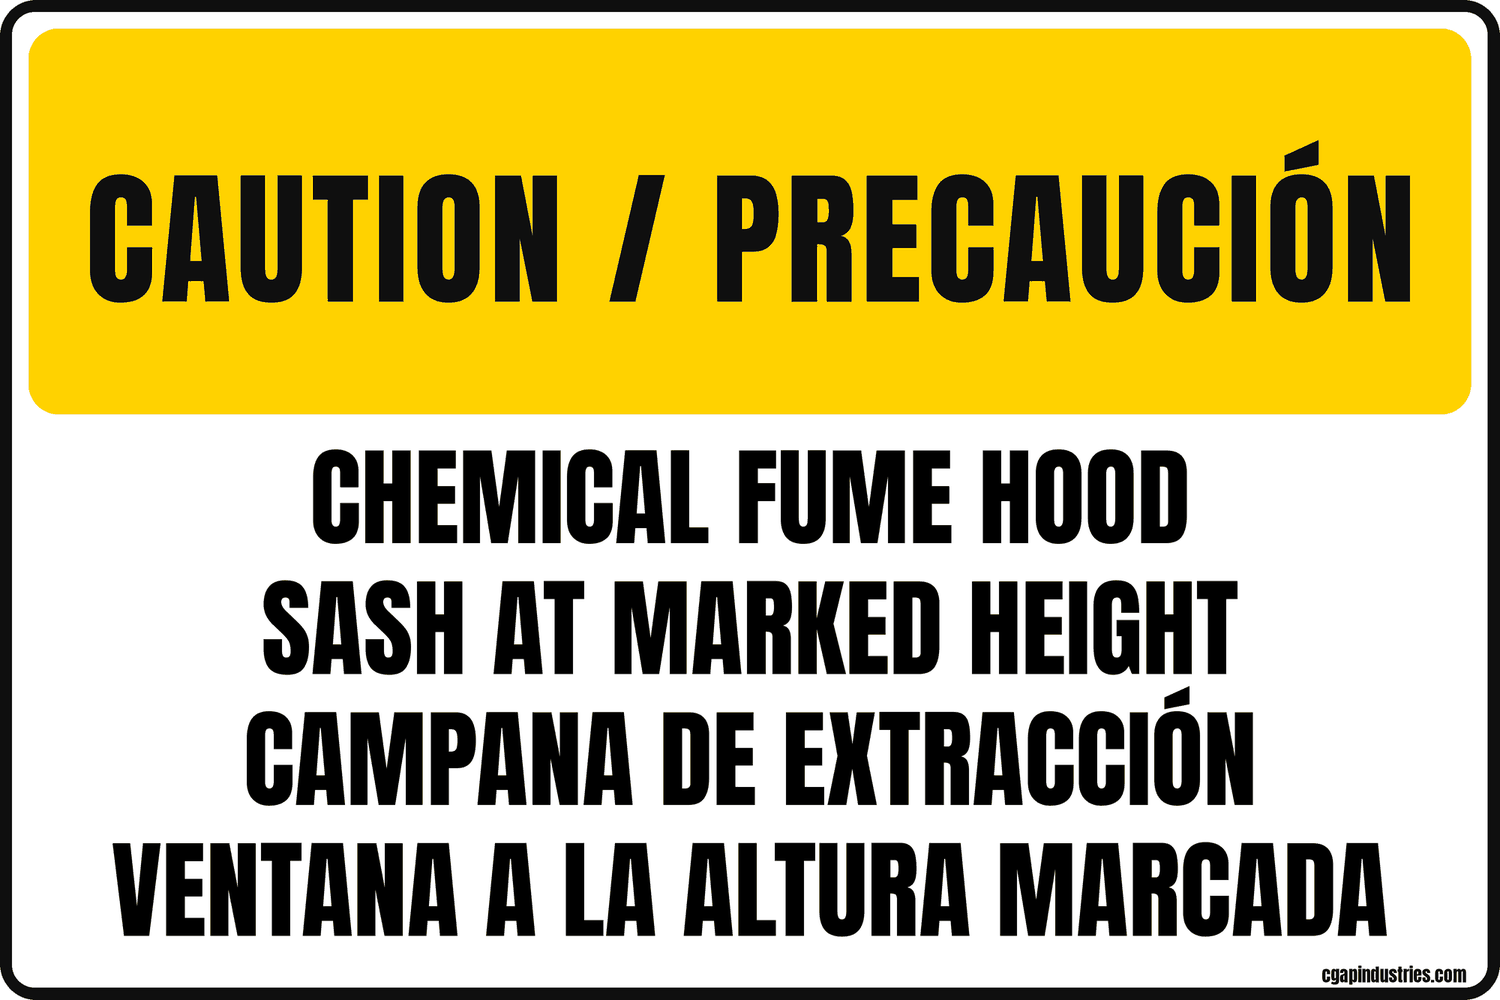 CAUTION / PRECAUCIÓN
CHEMICAL FUME HOOD
SASH AT MARKED HEIGHT
CAMPANA DE EXTRACCIÓN
VENTANA A LA ALTURA MARCADA
cgapindustries.com